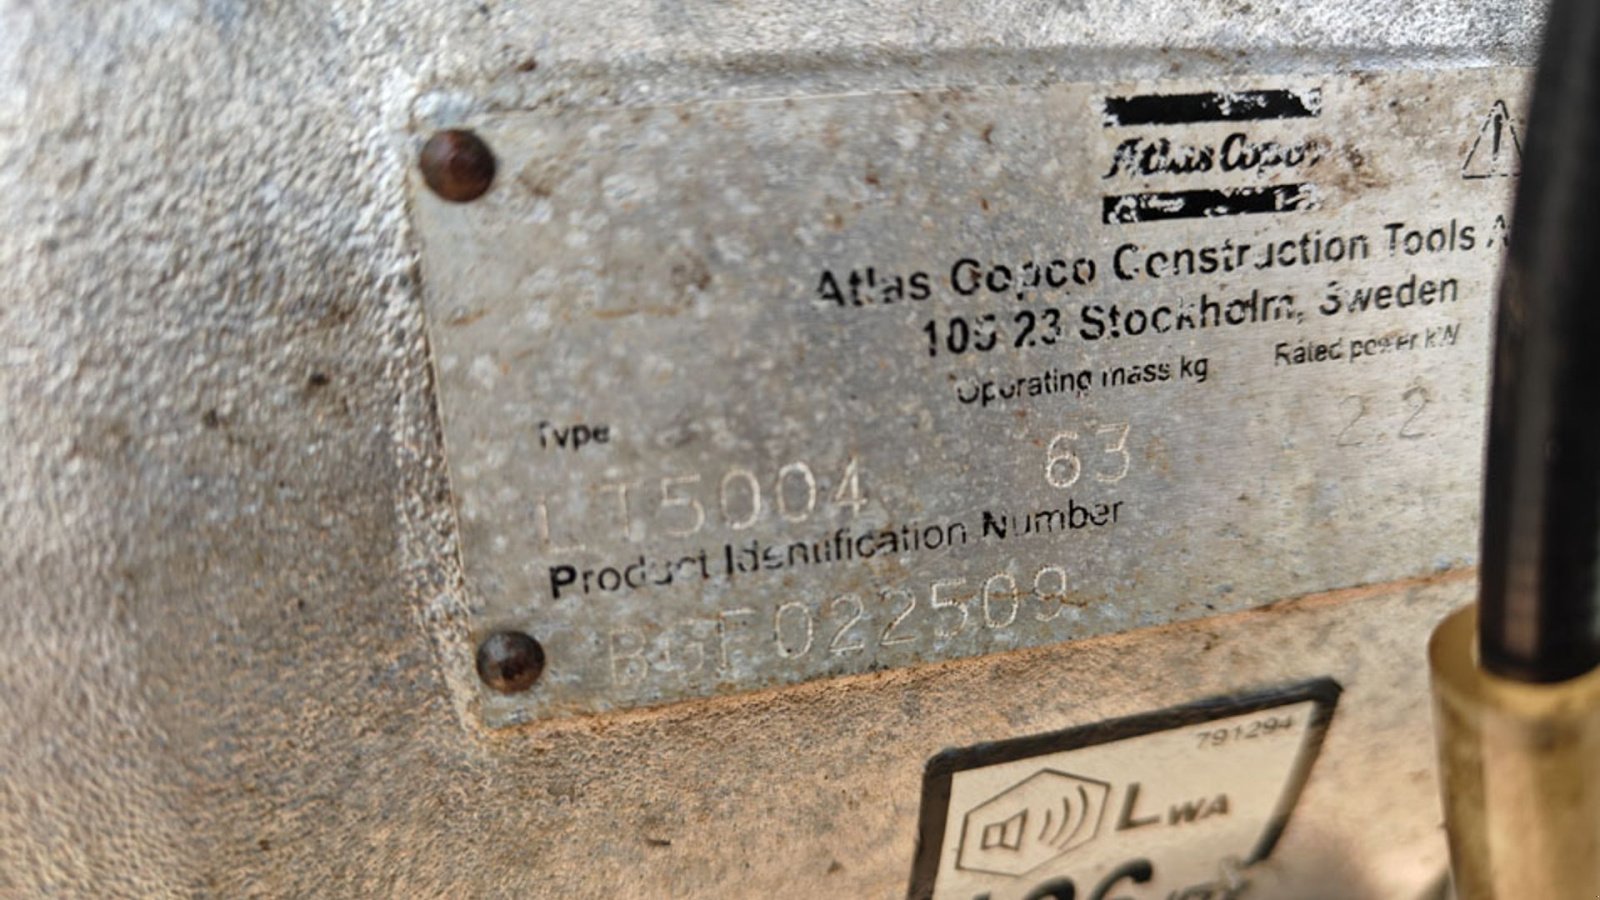 Atlas Copco
Atlas Copco Construction Tools
105 23 Stockholm, Sweden
Operating mass kg Rated power kW
Type
LT5004 63 2.2
Product Identification Number
BGF022509
791294
LWA